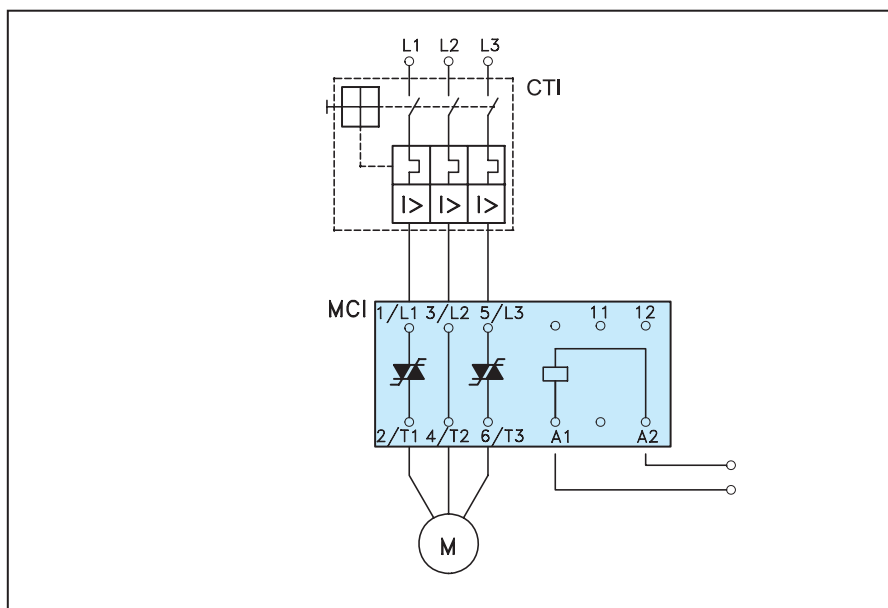 L1 L2 L3
CTI
I> I> I>
MCI
1/L1 3/L2 5/L3 11 12
2/T1 4/T2 6/T3 A1 A2
M